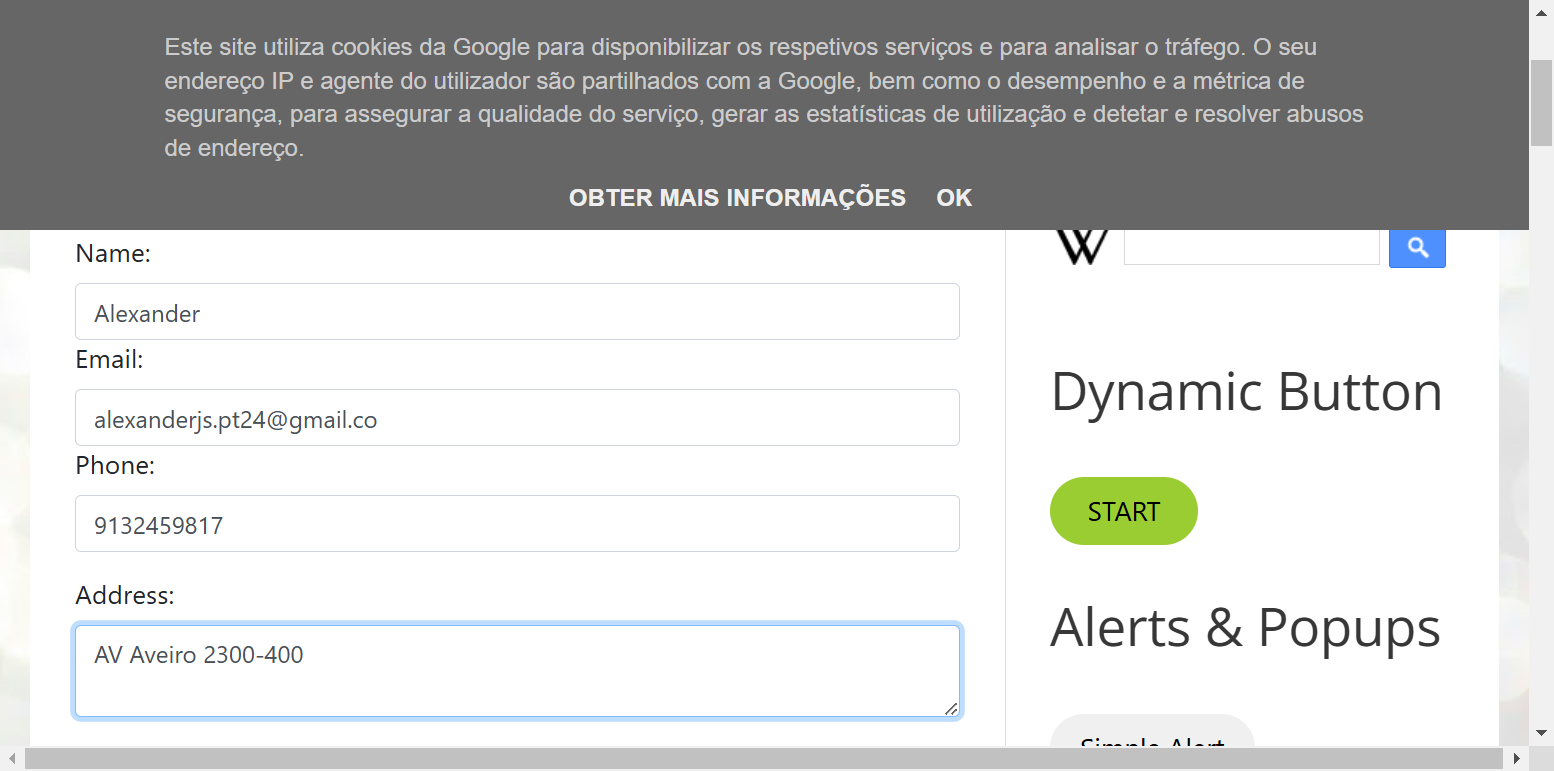 Este site utiliza cookies da Google para disponibilizar os respetivos serviços e para analisar o tráfego. O seu
endereço IP e agente do utilizador são partilhados com a Google, bem como o desempenho e a métrica de
segurança, para assegurar a qualidade do serviço, gerar as estatísticas de utilização e detetar e resolver abusos
de endereço.
OBTER MAIS INFORMAÇÕES OK
Name:
Alexander
Email:
alexanderjs.pt24@gmail.co
Phone:
9132459817
Address:
AV Aveiro 2300-400
W
Dynamic Button
START
Alerts & Popups
Simple Alert